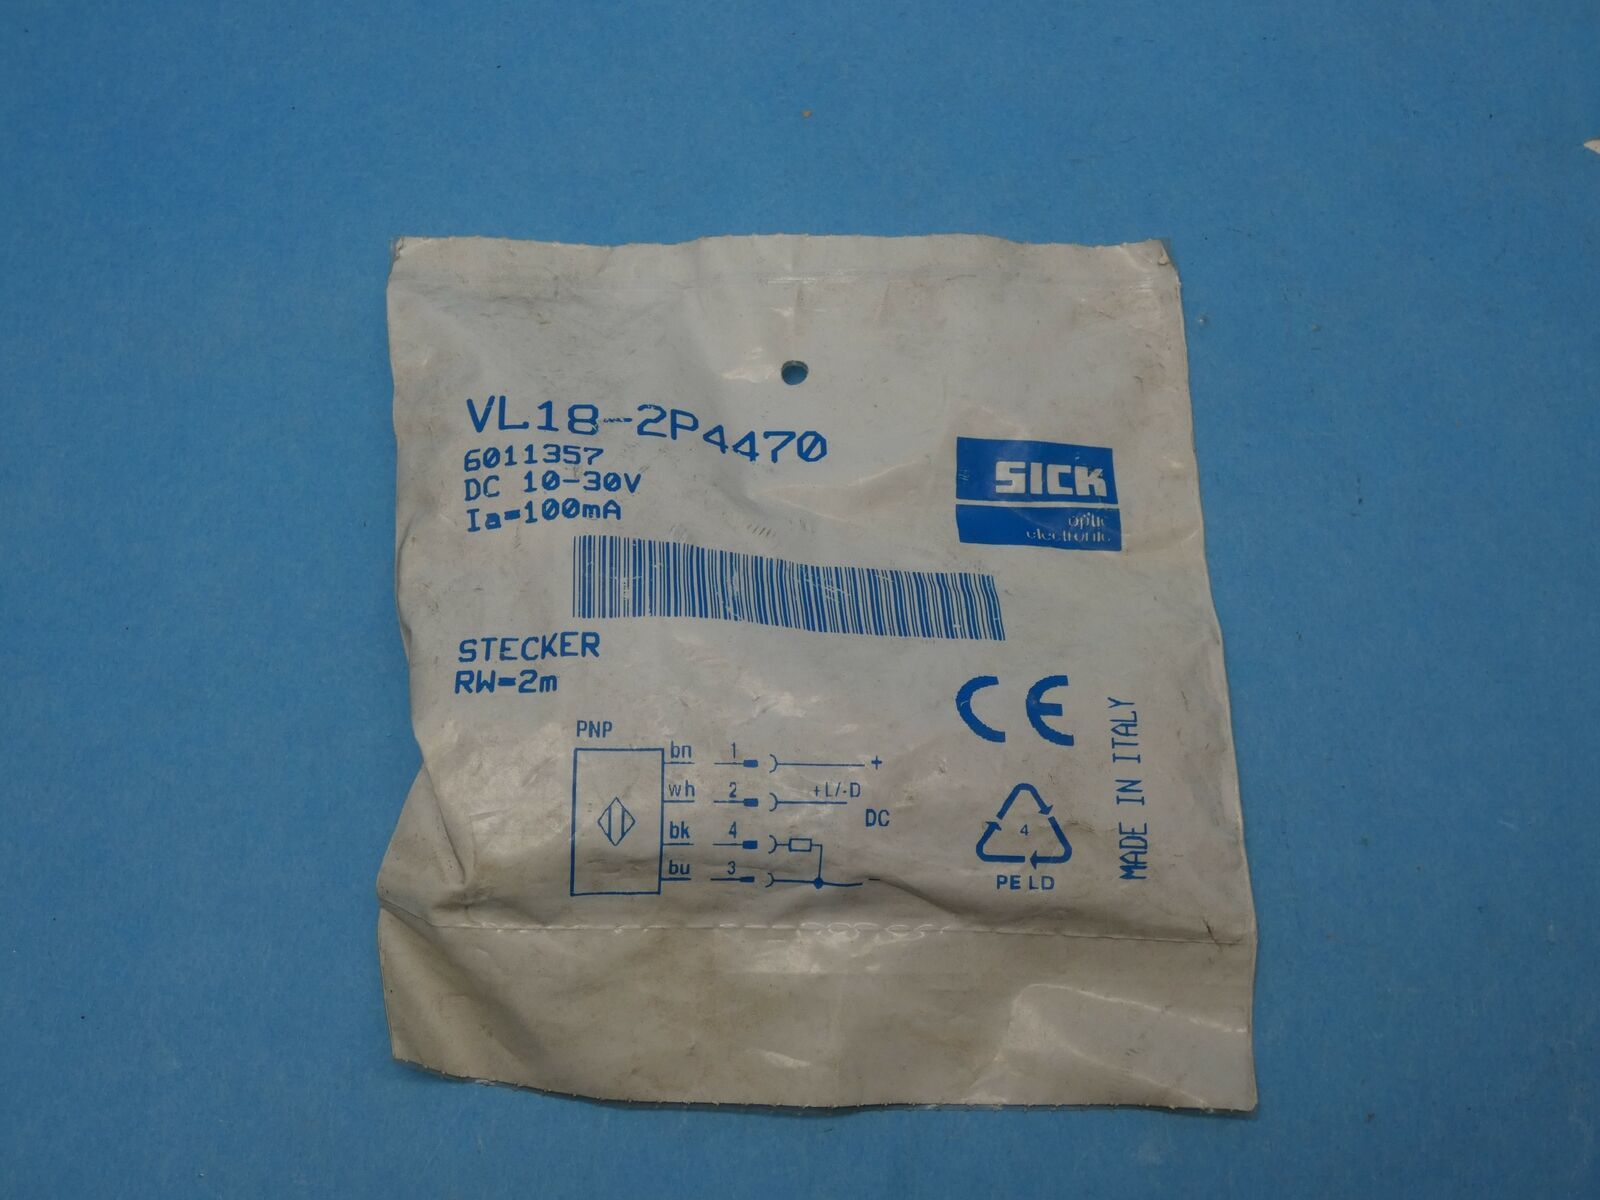 VL18-2P4470
6011357
DC 10-30V
Ia=100mA
SICK
optic
electronic
STECKER
RW=2m
PNP
bn 1 +
wh 2 +L/-D
DC
bk 4
bu 3 -
CE
4
PE LD
MADE IN ITALY